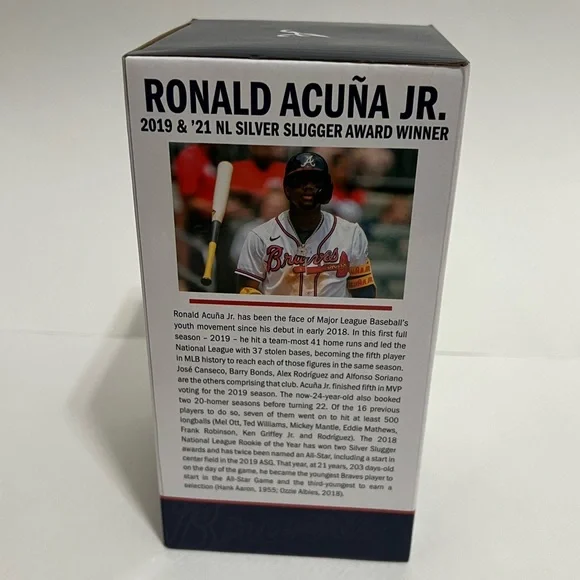 RONALD ACUÑA JR.
2019 & '21 NL SILVER SLUGGER AWARD WINNER
A
Braves
Ronald Acuña Jr. has been the face of Major League Baseball's
youth movement since his debut in early 2018. In this first full
season – 2019 – he hit a team-most 41 home runs and led the
National League with 37 stolen bases, becoming the fifth player
in MLB history to reach each of those figures in the same season.
José Canseco, Barry Bonds, Alex Rodríguez and Alfonso Soriano
are the others comprising that club. Acuña Jr. finished fifth in MVP
voting for the 2019 season. The now-24-year-old also booked
two 20-homer seasons before turning 22. Of the 16 previous
players to do so, seven of them went on to hit at least 500
longballs (Mel Ott, Ted Williams, Mickey Mantle, Eddie Mathews,
Frank Robinson, Ken Griffey Jr. and Rodríguez). The 2018
National League Rookie of the Year has won two Silver Slugger
awards and has twice been named an All-Star, including a start in
center field in the 2019 ASG. That year, at 21 years, 203 days-old
on the day of the game, he became the youngest Braves player to
start in the All-Star Game and the third-youngest to earn a
selection (Hank Aaron, 1955; Ozzie Albies, 2018).